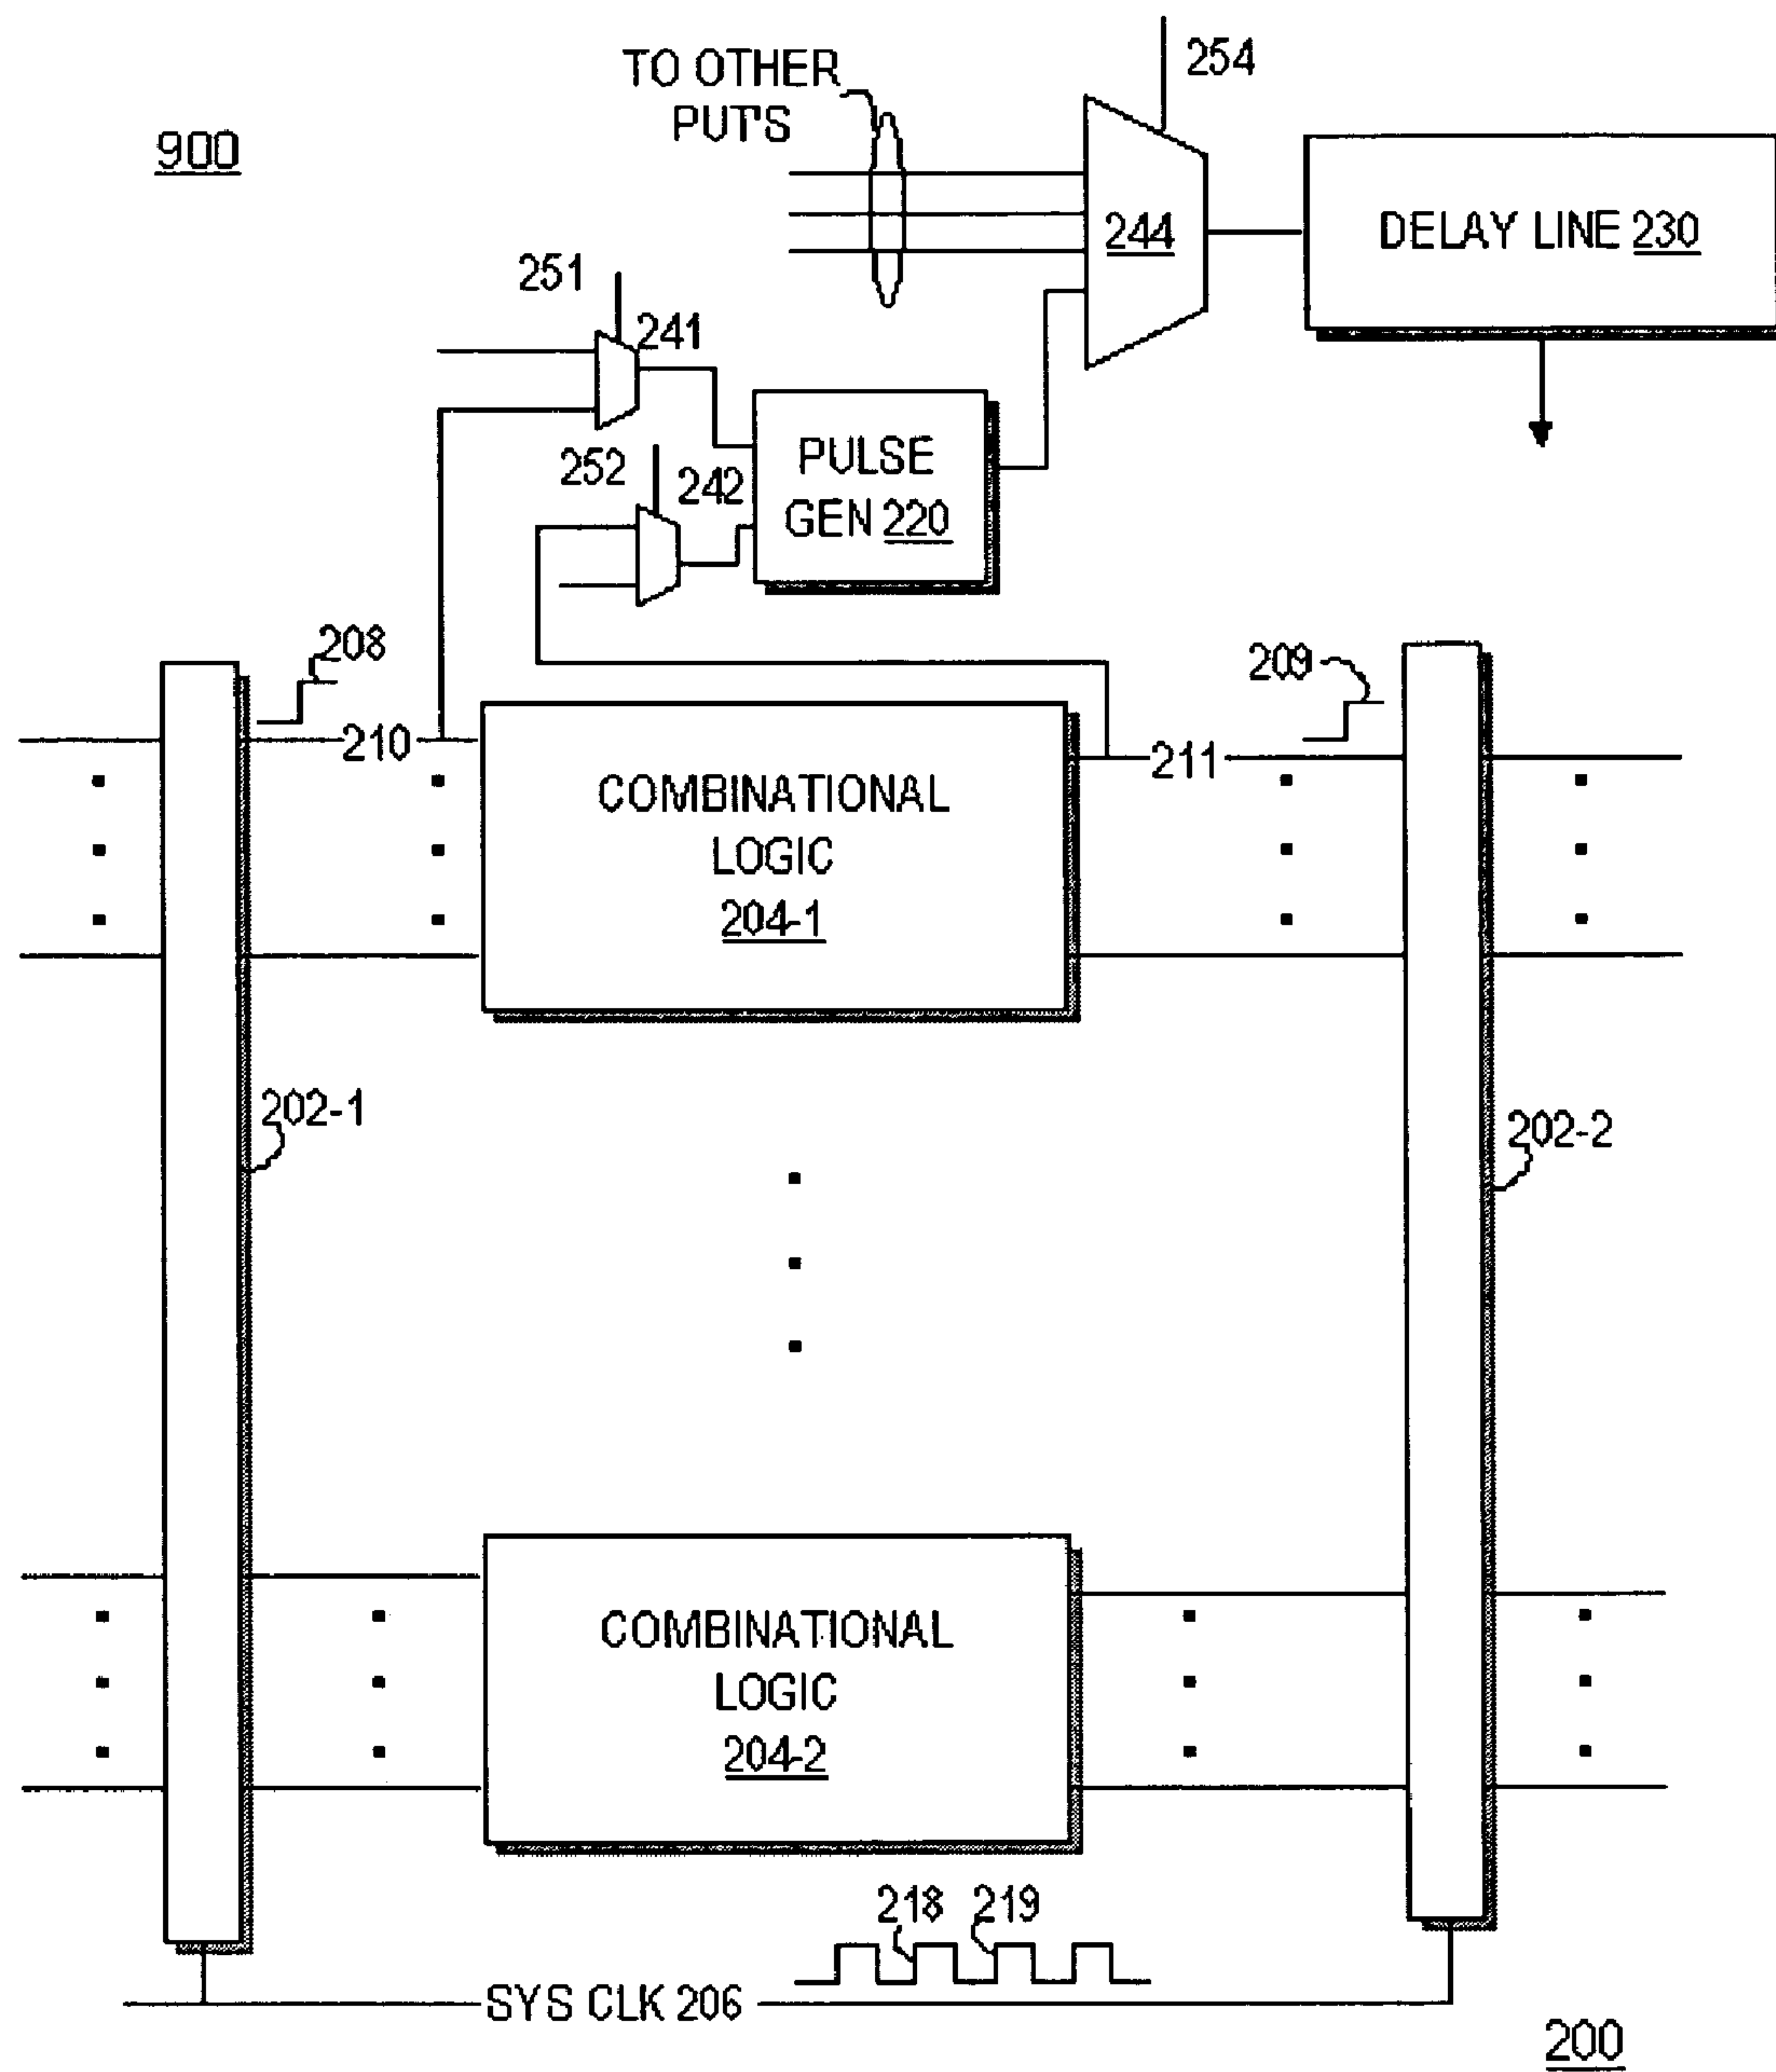 900
TO OTHER
PUT'S
254
244
DELAY LINE 230
251
241
252
242
PULSE
GEN 220
208
209
210
211
COMBINATIONAL
LOGIC
204-1
202-1
202-2
COMBINATIONAL
LOGIC
204-2
218
219
SYS CLK 206
200